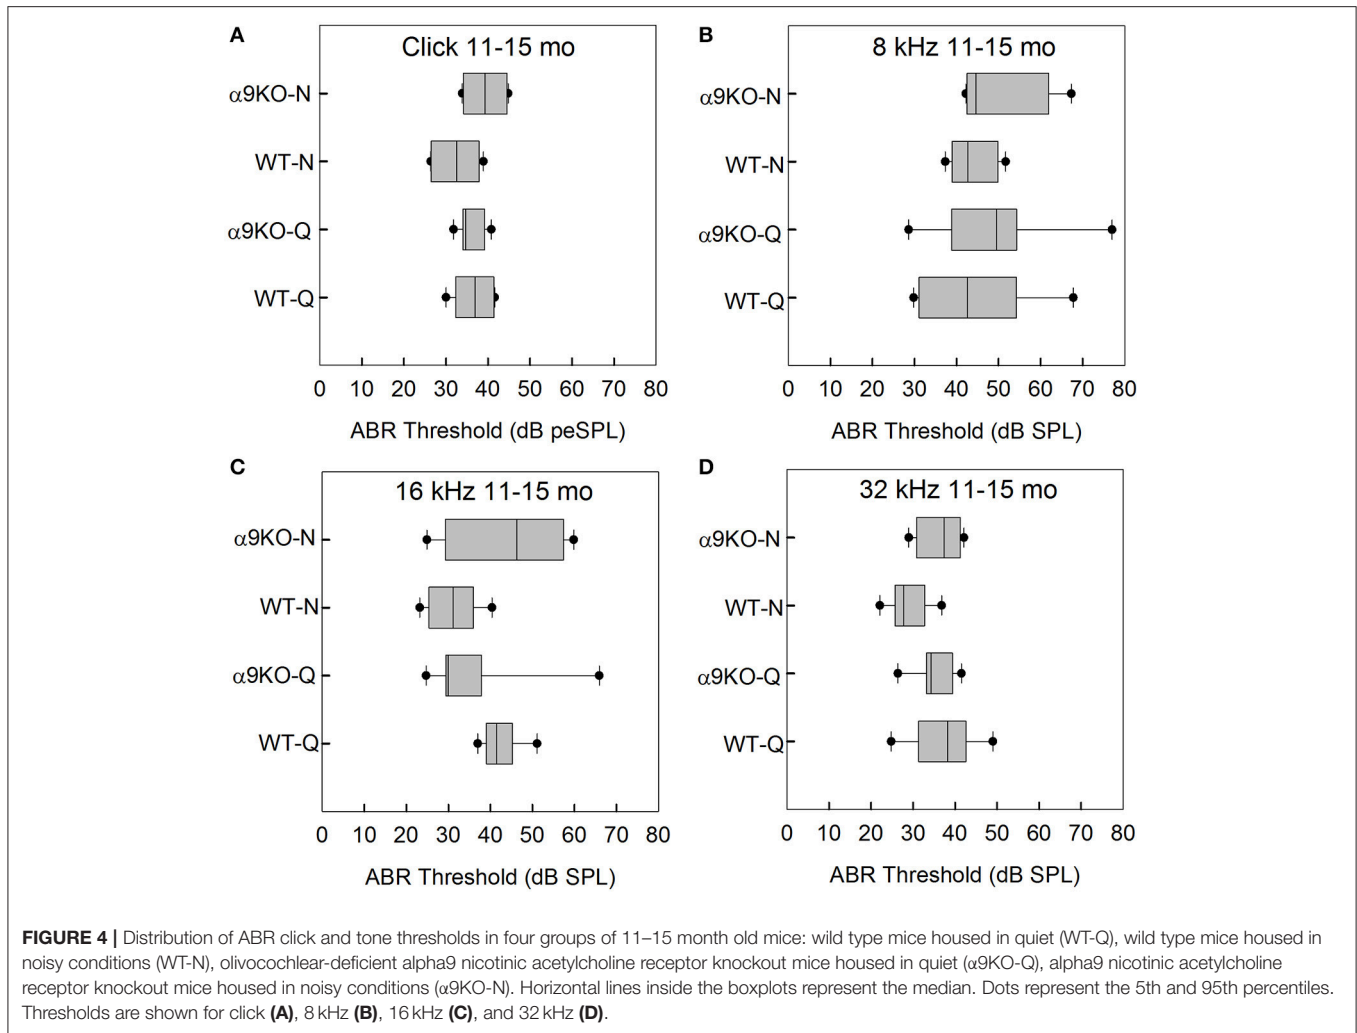 A
Click 11-15 mo
α9KO-N
WT-N
α9KO-Q
WT-Q
0 10 20 30 40 50 60 70 80
ABR Threshold (dB peSPL)
B
8 kHz 11-15 mo
α9KO-N
WT-N
α9KO-Q
WT-Q
0 10 20 30 40 50 60 70 80
ABR Threshold (dB SPL)
C
16 kHz 11-15 mo
α9KO-N
WT-N
α9KO-Q
WT-Q
0 10 20 30 40 50 60 70 80
ABR Threshold (dB SPL)
D
32 kHz 11-15 mo
α9KO-N
WT-N
α9KO-Q
WT-Q
0 10 20 30 40 50 60 70 80
ABR Threshold (dB SPL)
FIGURE 4 | Distribution of ABR click and tone thresholds in four groups of 11–15 month old mice: wild type mice housed in quiet (WT-Q), wild type mice housed in
noisy conditions (WT-N), olivocochlear-deficient alpha9 nicotinic acetylcholine receptor knockout mice housed in quiet (α9KO-Q), alpha9 nicotinic acetylcholine
receptor knockout mice housed in noisy conditions (α9KO-N). Horizontal lines inside the boxplots represent the median. Dots represent the 5th and 95th percentiles.
Thresholds are shown for click (A), 8 kHz (B), 16 kHz (C), and 32 kHz (D).